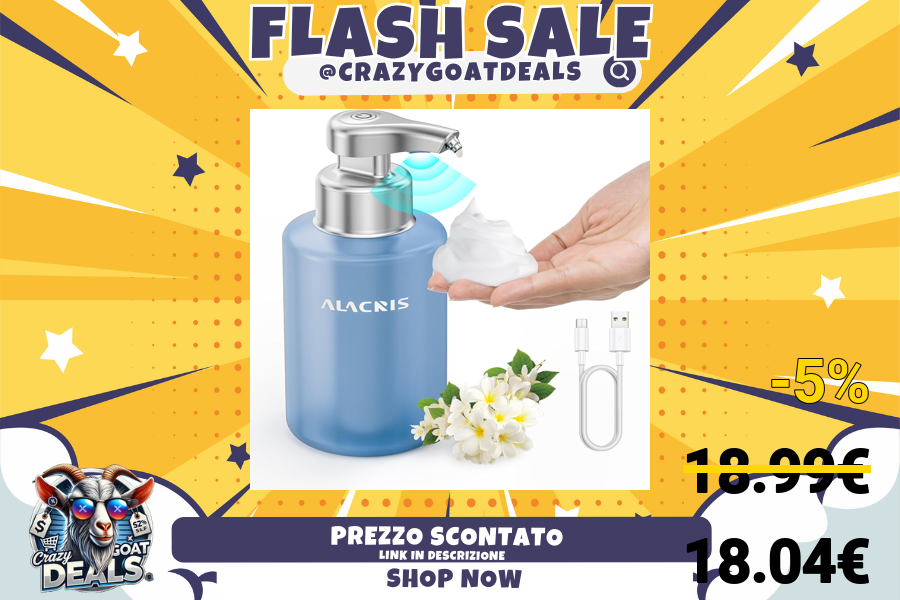 FLASH SALE
@CRAZYGOATDEALS
ALACRIS
-5%
18.99€
18.04€
PREZZO SCONTATO
LINK IN DESCRIZIONE
SHOP NOW
$
52%
Crazy
GOAT
DEALS